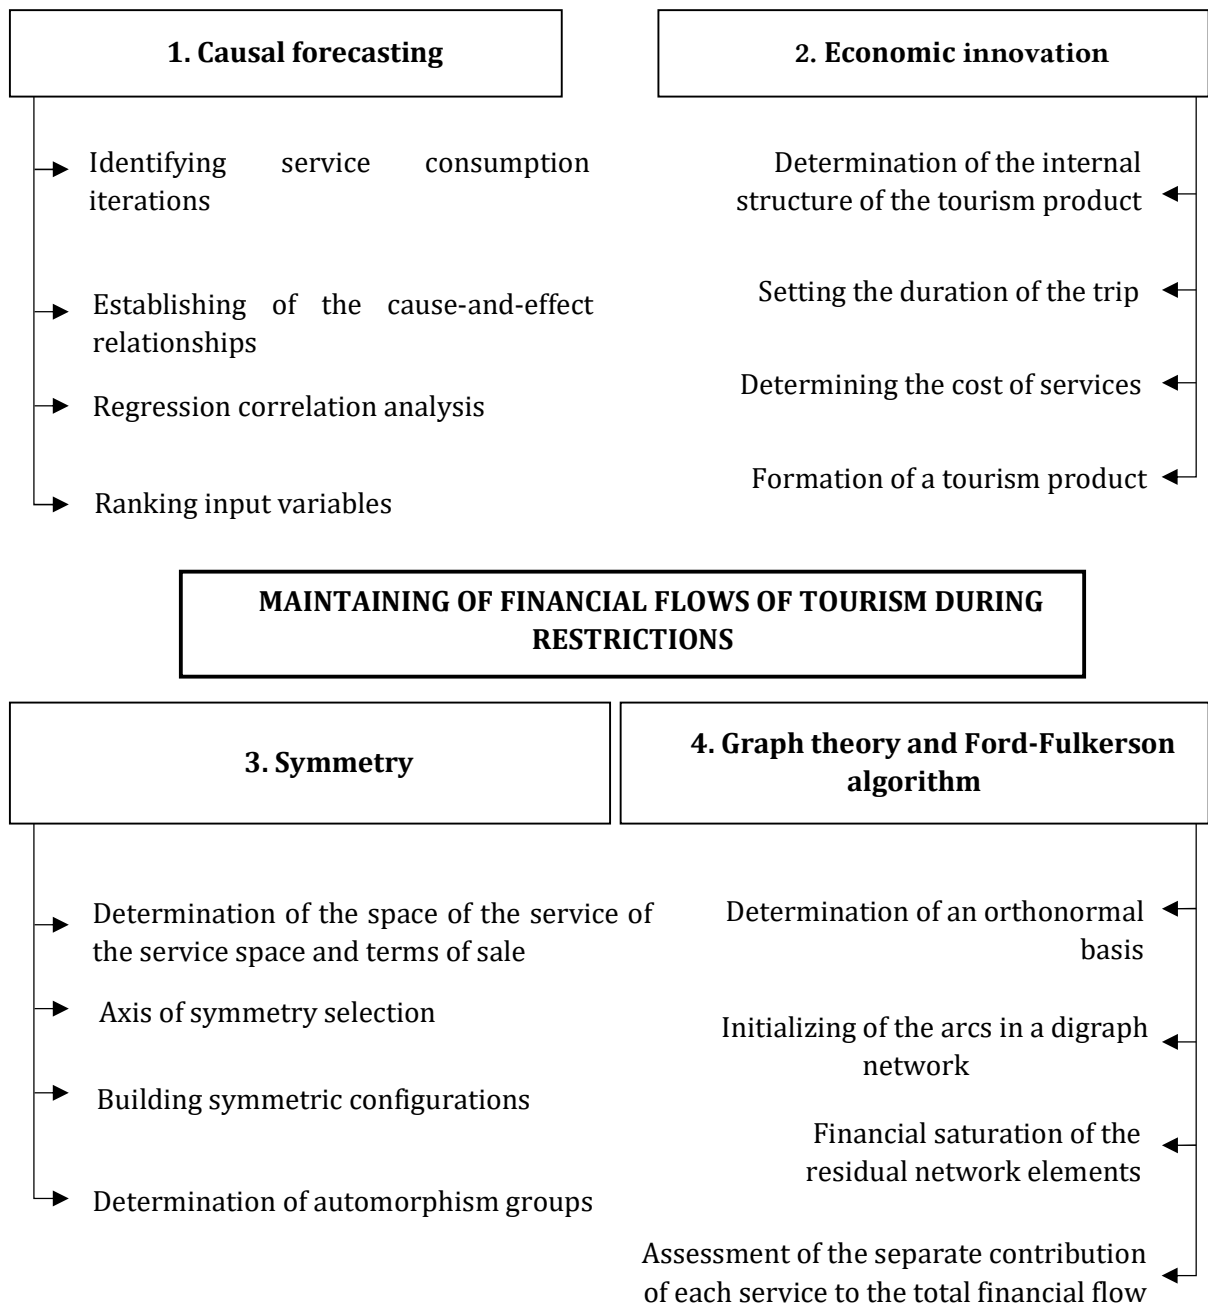 1. Causal forecasting
Identifying service consumption
iterations
Establishing of the cause-and-effect
relationships
Regression correlation analysis
Ranking input variables
2. Economic innovation
Determination of the internal
structure of the tourism product
Setting the duration of the trip
Determining the cost of services
Formation of a tourism product
MAINTAINING OF FINANCIAL FLOWS OF TOURISM DURING
RESTRICTIONS
3. Symmetry
Determination of the space of the service of
the service space and terms of sale
Axis of symmetry selection
Building symmetric configurations
Determination of automorphism groups
4. Graph theory and Ford-Fulkerson
algorithm
Determination of an orthonormal
basis
Initializing of the arcs in a digraph
network
Financial saturation of the
residual network elements
Assessment of the separate contribution
of each service to the total financial flow